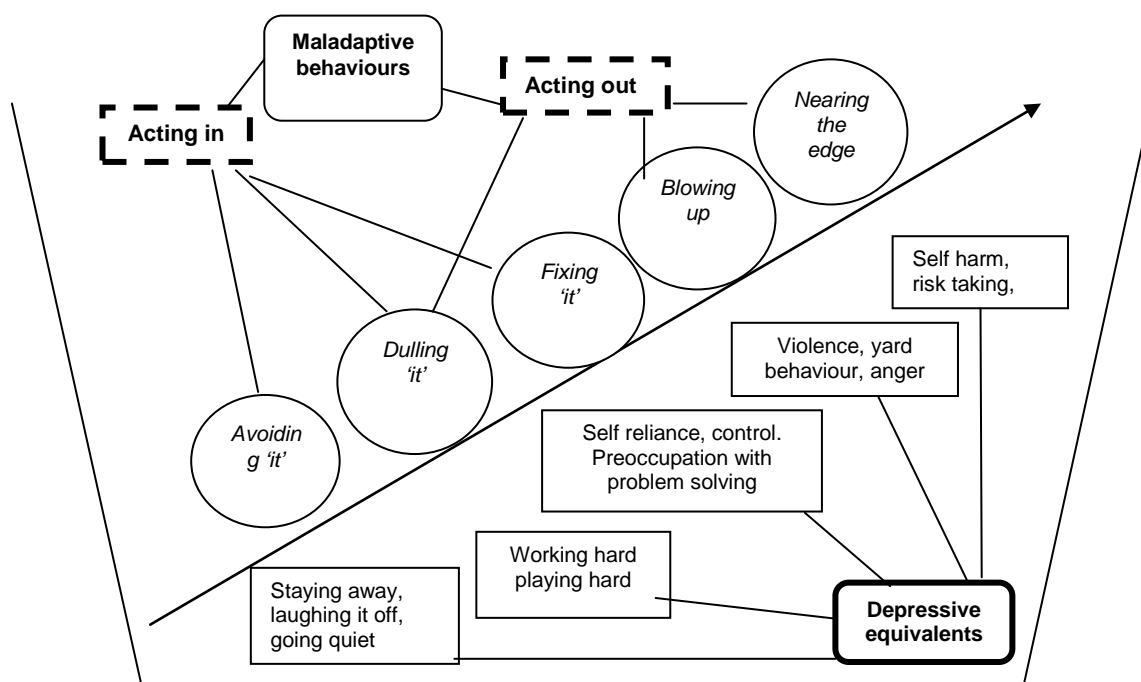 Maladaptive
behaviours
Acting out
Acting in
Nearing
the
edge
Blowing
up
Fixing
‘it’
Dulling
‘it’
Avoidin
g ‘it’
Self harm,
risk taking,
Violence, yard
behaviour, anger
Self reliance, control.
Preoccupation with
problem solving
Working hard
playing hard
Staying away,
laughing it off,
going quiet
Depressive
equivalents